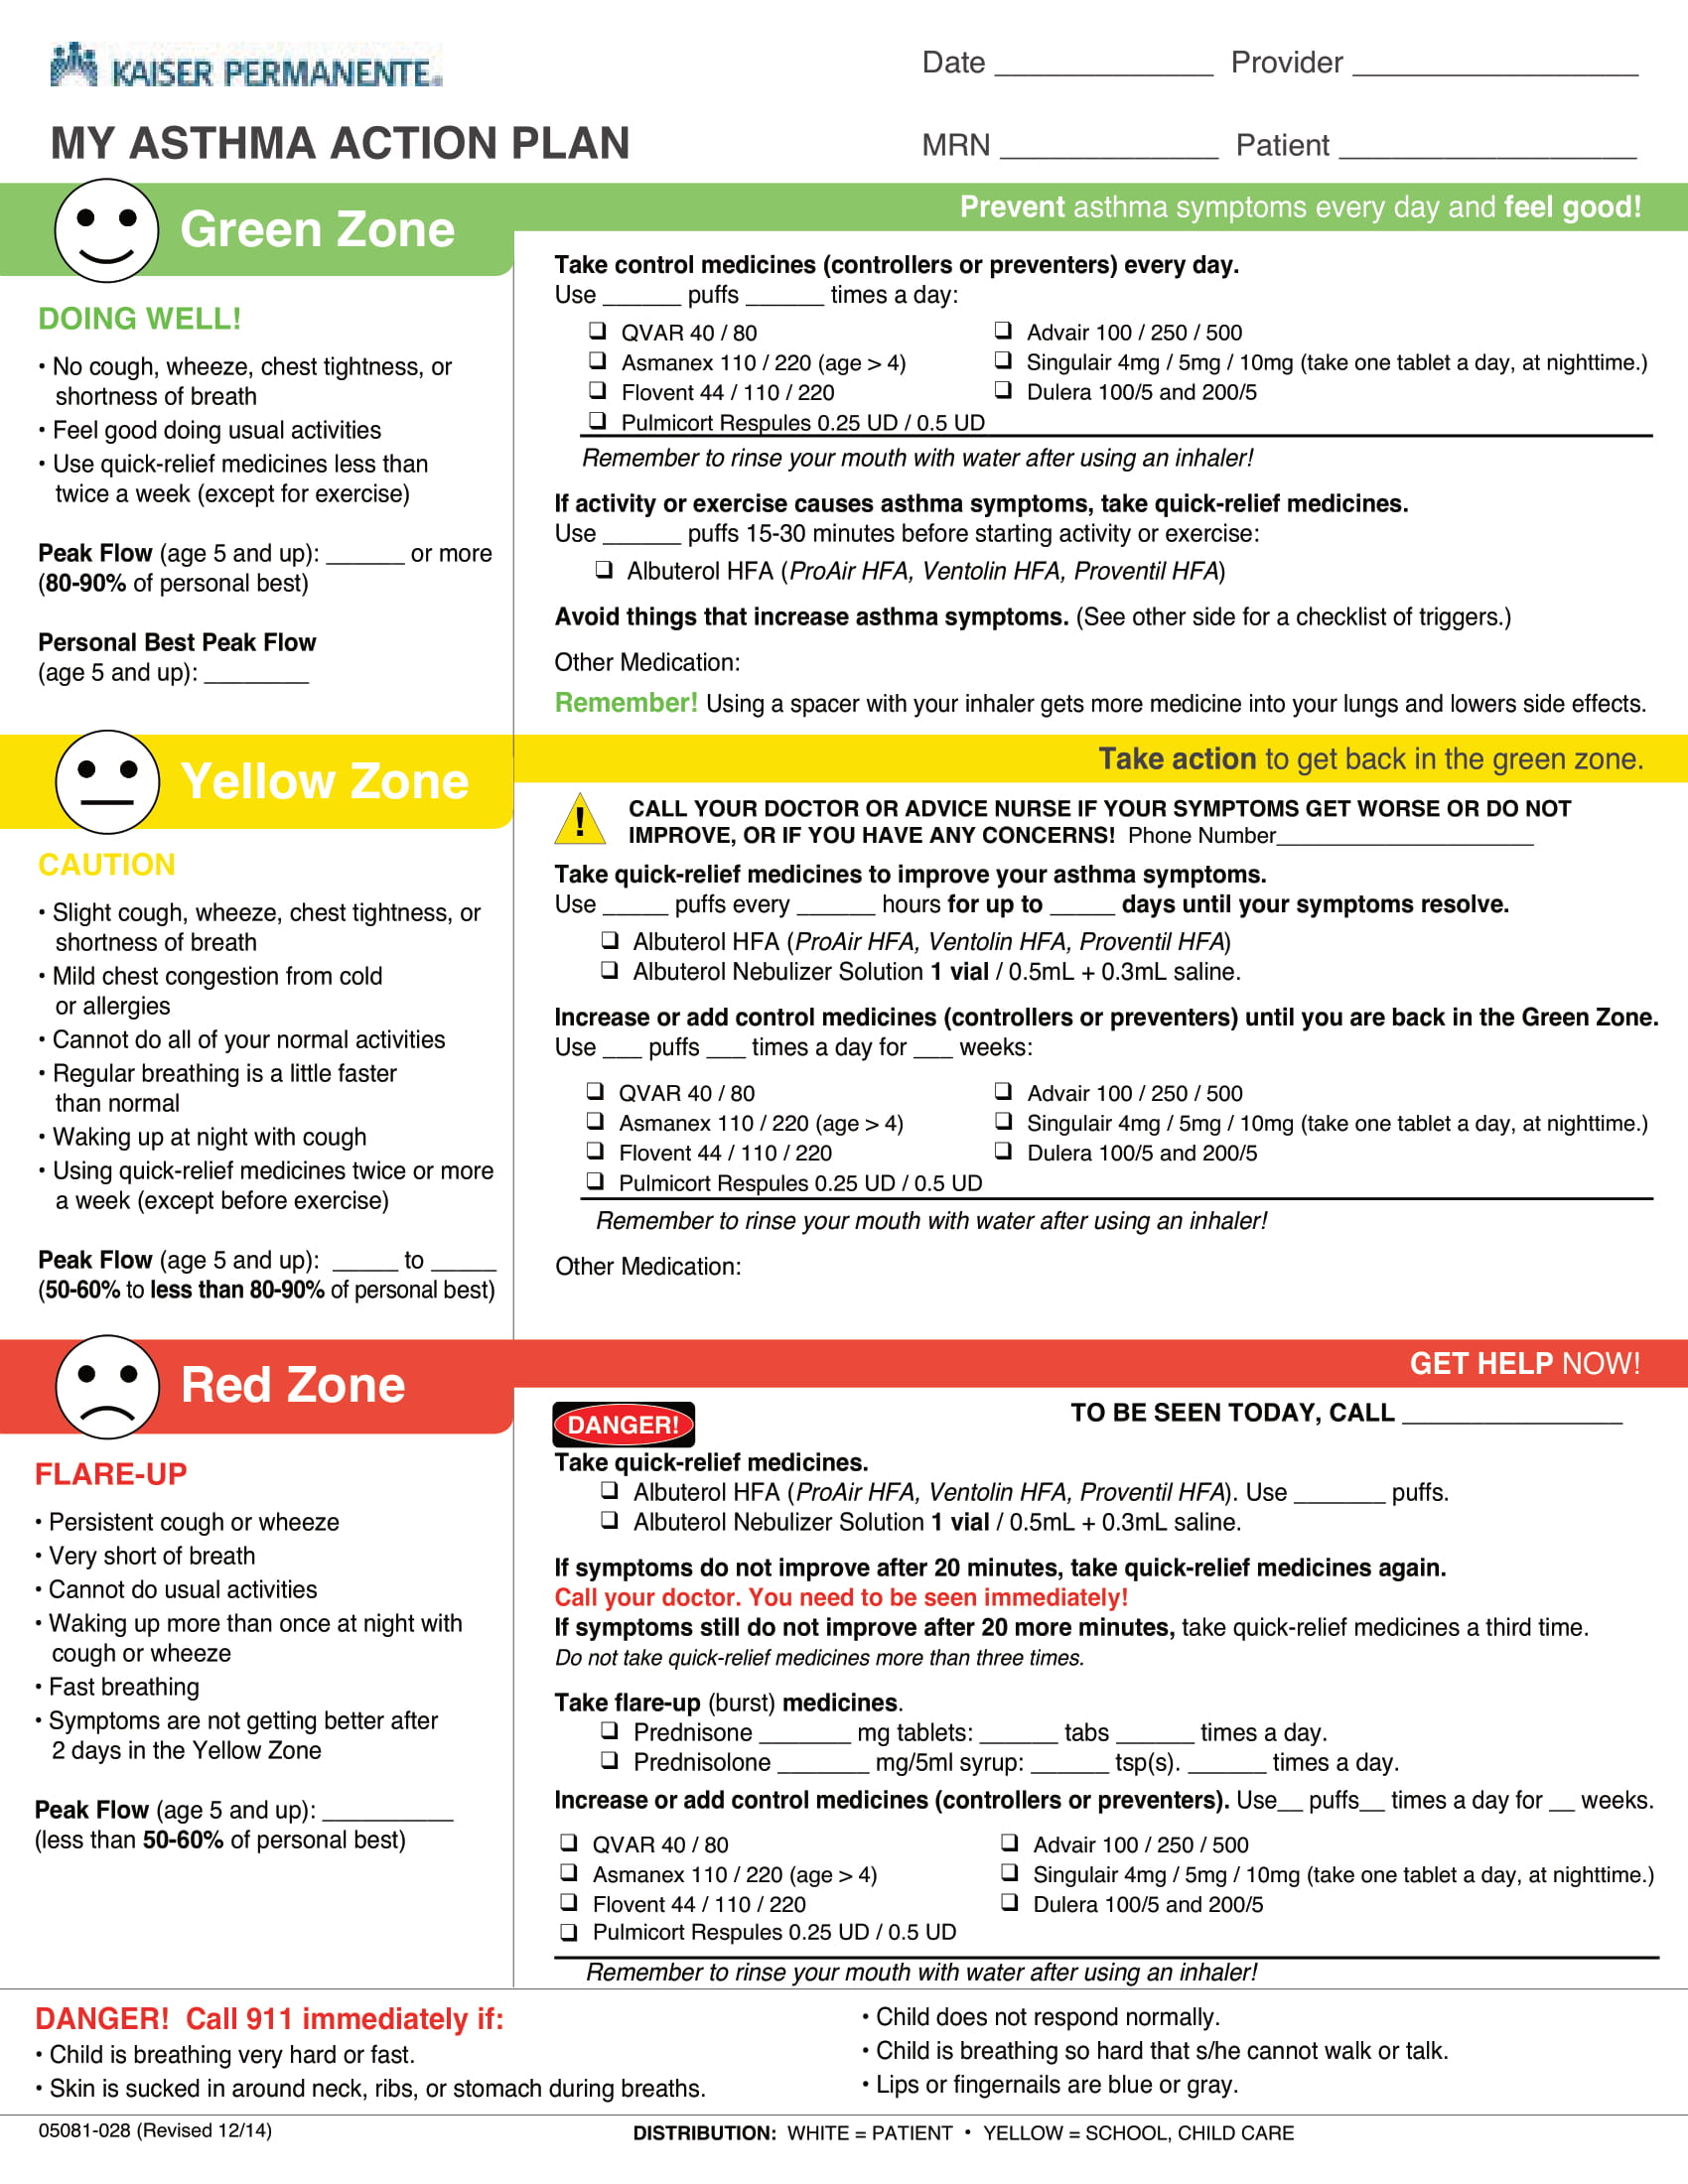 KAISER PERMANENTE®
Date _____________ Provider _________________
MY ASTHMA ACTION PLAN
MRN _____________ Patient __________________
Green Zone
Prevent asthma symptoms every day and feel good!
DOING WELL!
• No cough, wheeze, chest tightness, or
shortness of breath
• Feel good doing usual activities
• Use quick-relief medicines less than
twice a week (except for exercise)
Peak Flow (age 5 and up): ______ or more
(80-90% of personal best)
Personal Best Peak Flow
(age 5 and up): ________
Take control medicines (controllers or preventers) every day.
Use ______ puffs ______ times a day:
❑ QVAR 40 / 80
❑ Asmanex 110 / 220 (age > 4)
❑ Flovent 44 / 110 / 220
❑ Pulmicort Respules 0.25 UD / 0.5 UD
❑ Advair 100 / 250 / 500
❑ Singulair 4mg / 5mg / 10mg (take one tablet a day, at nighttime.)
❑ Dulera 100/5 and 200/5
Remember to rinse your mouth with water after using an inhaler!
If activity or exercise causes asthma symptoms, take quick-relief medicines.
Use ______ puffs 15-30 minutes before starting activity or exercise:
❑ Albuterol HFA (ProAir HFA, Ventolin HFA, Proventil HFA)
Avoid things that increase asthma symptoms. (See other side for a checklist of triggers.)
Other Medication:
Remember! Using a spacer with your inhaler gets more medicine into your lungs and lowers side effects.
Yellow Zone
Take action to get back in the green zone.
CAUTION
• Slight cough, wheeze, chest tightness, or
shortness of breath
• Mild chest congestion from cold
or allergies
• Cannot do all of your normal activities
• Regular breathing is a little faster
than normal
• Waking up at night with cough
• Using quick-relief medicines twice or more
a week (except before exercise)
Peak Flow (age 5 and up): _____ to _____
(50-60% to less than 80-90% of personal best)
!
CALL YOUR DOCTOR OR ADVICE NURSE IF YOUR SYMPTOMS GET WORSE OR DO NOT
IMPROVE, OR IF YOU HAVE ANY CONCERNS! Phone Number_____________________
Take quick-relief medicines to improve your asthma symptoms.
Use _____ puffs every ______ hours for up to _____ days until your symptoms resolve.
❑ Albuterol HFA (ProAir HFA, Ventolin HFA, Proventil HFA)
❑ Albuterol Nebulizer Solution 1 vial / 0.5mL + 0.3mL saline.
Increase or add control medicines (controllers or preventers) until you are back in the Green Zone.
Use ___ puffs ___ times a day for ___ weeks:
❑ QVAR 40 / 80
❑ Asmanex 110 / 220 (age > 4)
❑ Flovent 44 / 110 / 220
❑ Pulmicort Respules 0.25 UD / 0.5 UD
❑ Advair 100 / 250 / 500
❑ Singulair 4mg / 5mg / 10mg (take one tablet a day, at nighttime.)
❑ Dulera 100/5 and 200/5
Remember to rinse your mouth with water after using an inhaler!
Other Medication:
Red Zone
GET HELP NOW!
FLARE-UP
• Persistent cough or wheeze
• Very short of breath
• Cannot do usual activities
• Waking up more than once at night with
cough or wheeze
• Fast breathing
• Symptoms are not getting better after
2 days in the Yellow Zone
Peak Flow (age 5 and up): __________
(less than 50-60% of personal best)
DANGER!
TO BE SEEN TODAY, CALL ________________
Take quick-relief medicines.
❑ Albuterol HFA (ProAir HFA, Ventolin HFA, Proventil HFA). Use _______ puffs.
❑ Albuterol Nebulizer Solution 1 vial / 0.5mL + 0.3mL saline.
If symptoms do not improve after 20 minutes, take quick-relief medicines again.
Call your doctor. You need to be seen immediately!
If symptoms still do not improve after 20 more minutes, take quick-relief medicines a third time.
Do not take quick-relief medicines more than three times.
Take flare-up (burst) medicines.
❑ Prednisone _______ mg tablets: ______ tabs ______ times a day.
❑ Prednisolone _______ mg/5ml syrup: ______ tsp(s). ______ times a day.
Increase or add control medicines (controllers or preventers). Use__ puffs__ times a day for __ weeks.
❑ QVAR 40 / 80
❑ Asmanex 110 / 220 (age > 4)
❑ Flovent 44 / 110 / 220
❑ Pulmicort Respules 0.25 UD / 0.5 UD
❑ Advair 100 / 250 / 500
❑ Singulair 4mg / 5mg / 10mg (take one tablet a day, at nighttime.)
❑ Dulera 100/5 and 200/5
Remember to rinse your mouth with water after using an inhaler!
DANGER! Call 911 immediately if:
• Child is breathing very hard or fast.
• Skin is sucked in around neck, ribs, or stomach during breaths.
• Child does not respond normally.
• Child is breathing so hard that s/he cannot walk or talk.
• Lips or fingernails are blue or gray.
05081-028 (Revised 12/14)
DISTRIBUTION: WHITE = PATIENT • YELLOW = SCHOOL, CHILD CARE